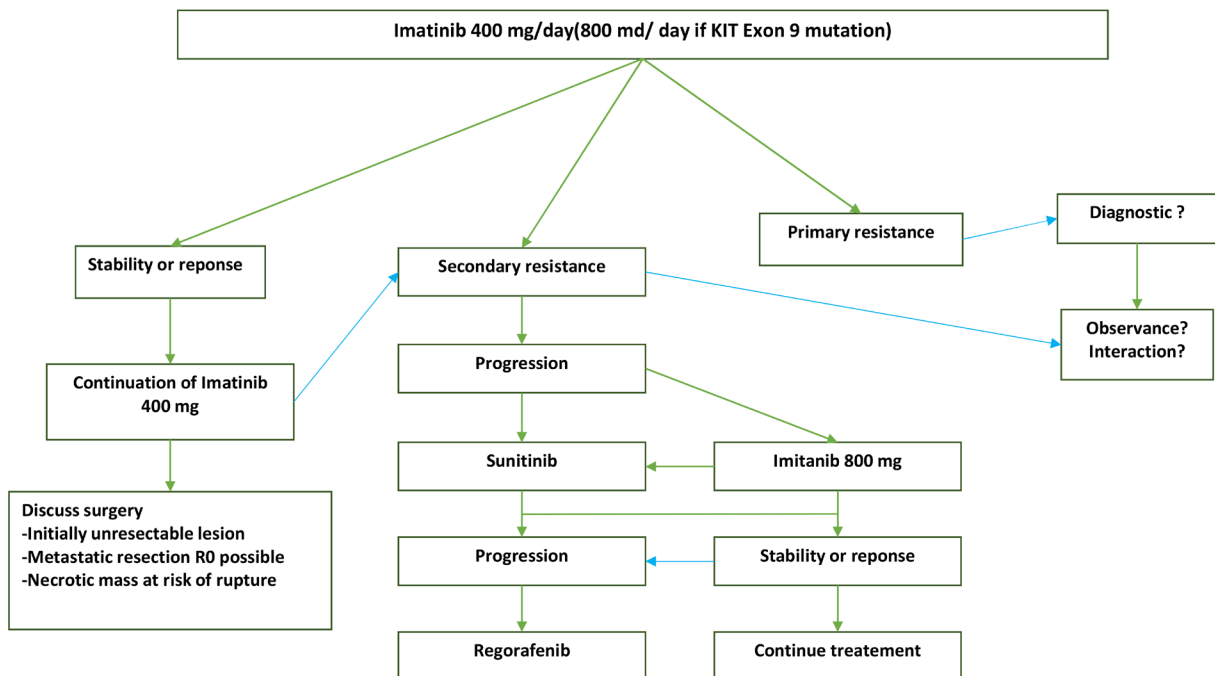 Imatinib 400 mg/day(800 md/ day if KIT Exon 9 mutation)
Stability or reponse
Secondary resistance
Primary resistance
Diagnostic ?
Observance?
Interaction?
Continuation of Imatinib
400 mg
Progression
Sunitinib
Imitanib 800 mg
Discuss surgery
-Initially unresectable lesion
-Metastatic resection R0 possible
-Necrotic mass at risk of rupture
Progression
Stability or reponse
Regorafenib
Continue treatement